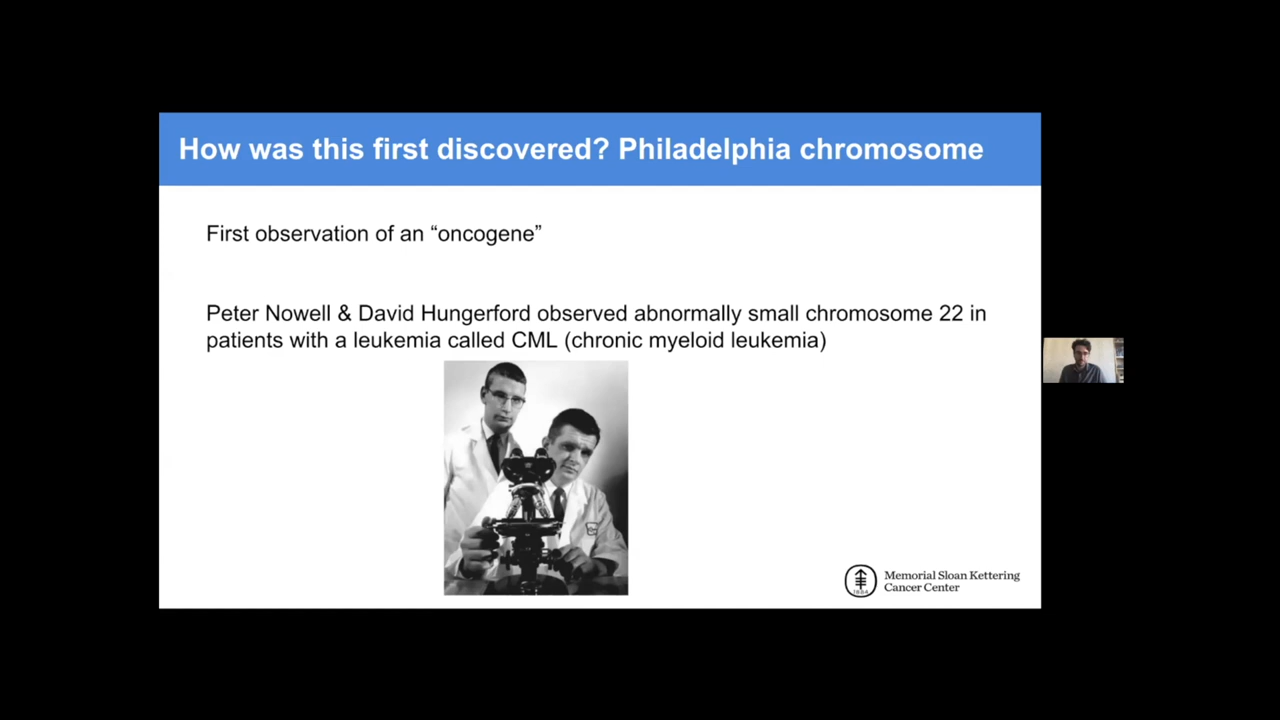 How was this first discovered? Philadelphia chromosome
First observation of an “oncogene”
Peter Nowell & David Hungerford observed abnormally small chromosome 22 in
patients with a leukemia called CML (chronic myeloid leukemia)
Memorial Sloan Kettering
Cancer Center
1884